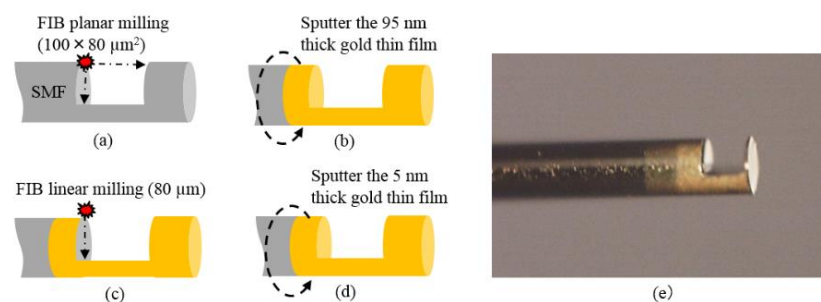 FIB planar milling
(100 × 80 μm²)
SMF
(a)
Sputter the 95 nm
thick gold thin film
(b)
FIB linear milling (80 μm)
(c)
Sputter the 5 nm
thick gold thin film
(d)
(e)